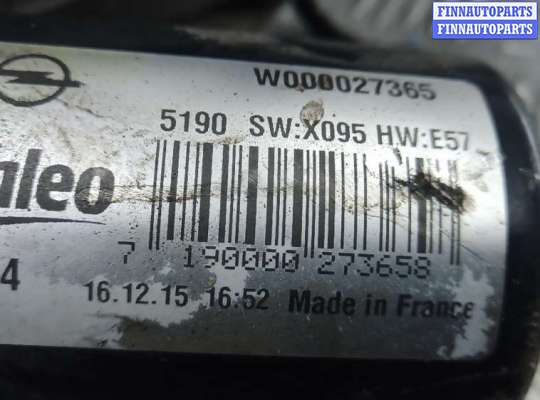 FINNAUTOPARTS
FINNAUTOPARTS
W000027365
5190 SW:X095 HW:E57
aleo
7 190000 273658
4
16.12.15 16:52 Made in France